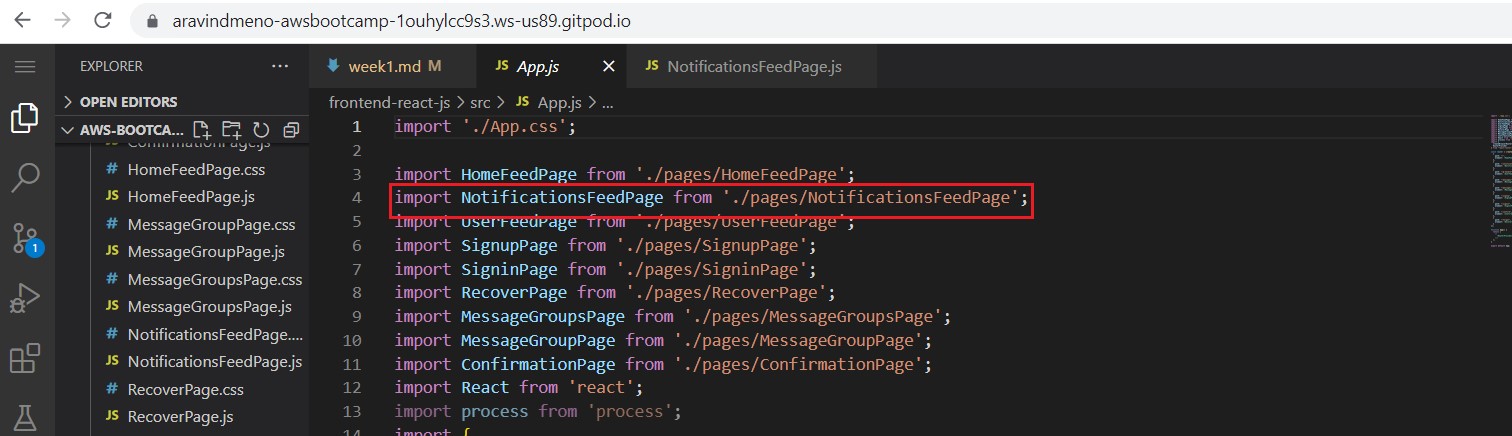 aravindmeno-awsbootcamp-1ouhylcc9s3.ws-us89.gitpod.io
EXPLORER ...
week1.md M
JS App.js
JS NotificationsFeedPage.js
OPEN EDITORS
frontend-react-js > src > JS App.js > ...
AWS-BOOTCA...
ConfirmationPage.js
# HomeFeedPage.css
JS HomeFeedPage.js
# MessageGroupPage.css
JS MessageGroupPage.js
# MessageGroupsPage.css
JS MessageGroupsPage.js
# NotificationsFeedPage....
JS NotificationsFeedPage.js
# RecoverPage.css
JS RecoverPage.js
1
1 import './App.css';
2
3 import HomeFeedPage from './pages/HomeFeedPage';
4 import NotificationsFeedPage from './pages/NotificationsFeedPage';
5 import UserFeedPage from './pages/UserFeedPage';
6 import SignupPage from './pages/SignupPage';
7 import SigninPage from './pages/SigninPage';
8 import RecoverPage from './pages/RecoverPage';
9 import MessageGroupsPage from './pages/MessageGroupsPage';
10 import MessageGroupPage from './pages/MessageGroupPage';
11 import ConfirmationPage from './pages/ConfirmationPage';
12 import React from 'react';
13 import process from 'process';
14 import {